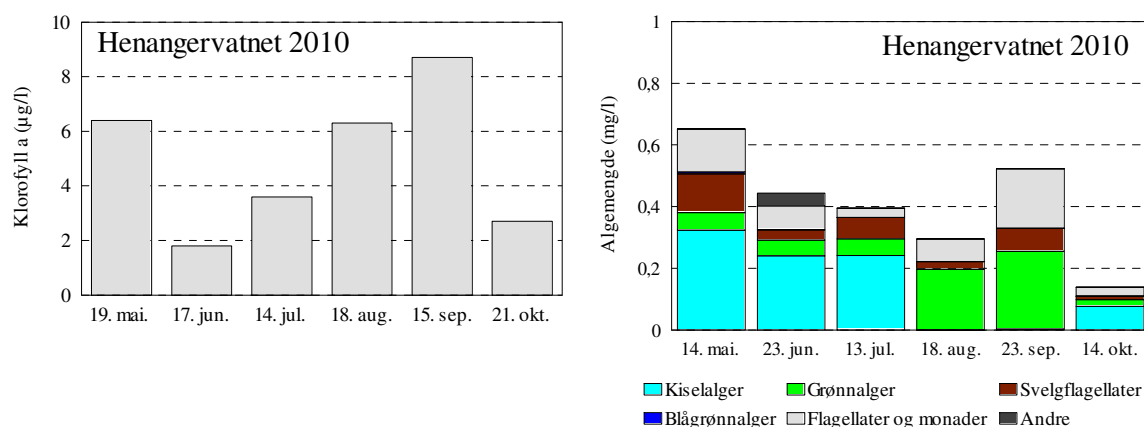 Henangervatnet 2010
Klorofyll a (µg/l)
10
8
6
4
2
0
19. mai.
17. jun.
14. jul.
18. aug.
15. sep.
21. okt.
Henangervatnet 2010
Algemengde (mg/l)
1
0,8
0,6
0,4
0,2
0
14. mai.
23. jun.
13. jul.
18. aug.
23. sep.
14. okt.
Kiselalger
Grønnalger
Svelgflagellater
Blågrønnalger
Flagellater og monader
Andre